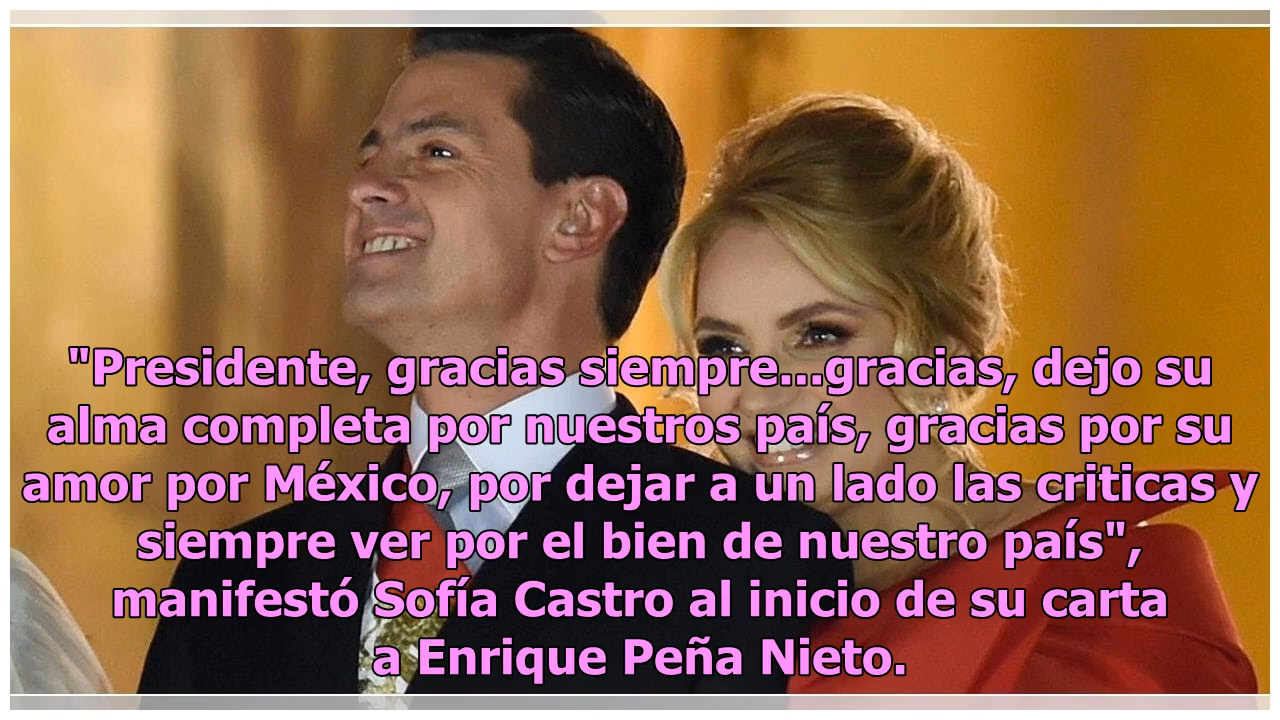 "Presidente, gracias siempre...gracias, dejo su
alma completa por nuestros país, gracias por su
amor por México, por dejar a un lado las criticas y
siempre ver por el bien de nuestro país",
manifestó Sofía Castro al inicio de su carta
a Enrique Peña Nieto.